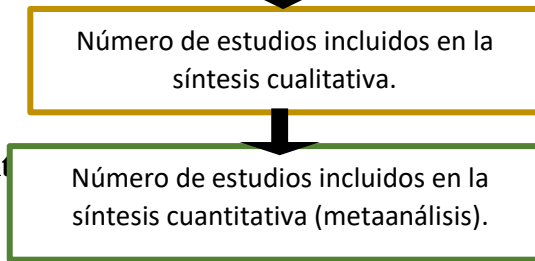 Número de estudios incluidos en la
síntesis cualitativa.
Número de estudios incluidos en la
síntesis cuantitativa (metaanálisis).